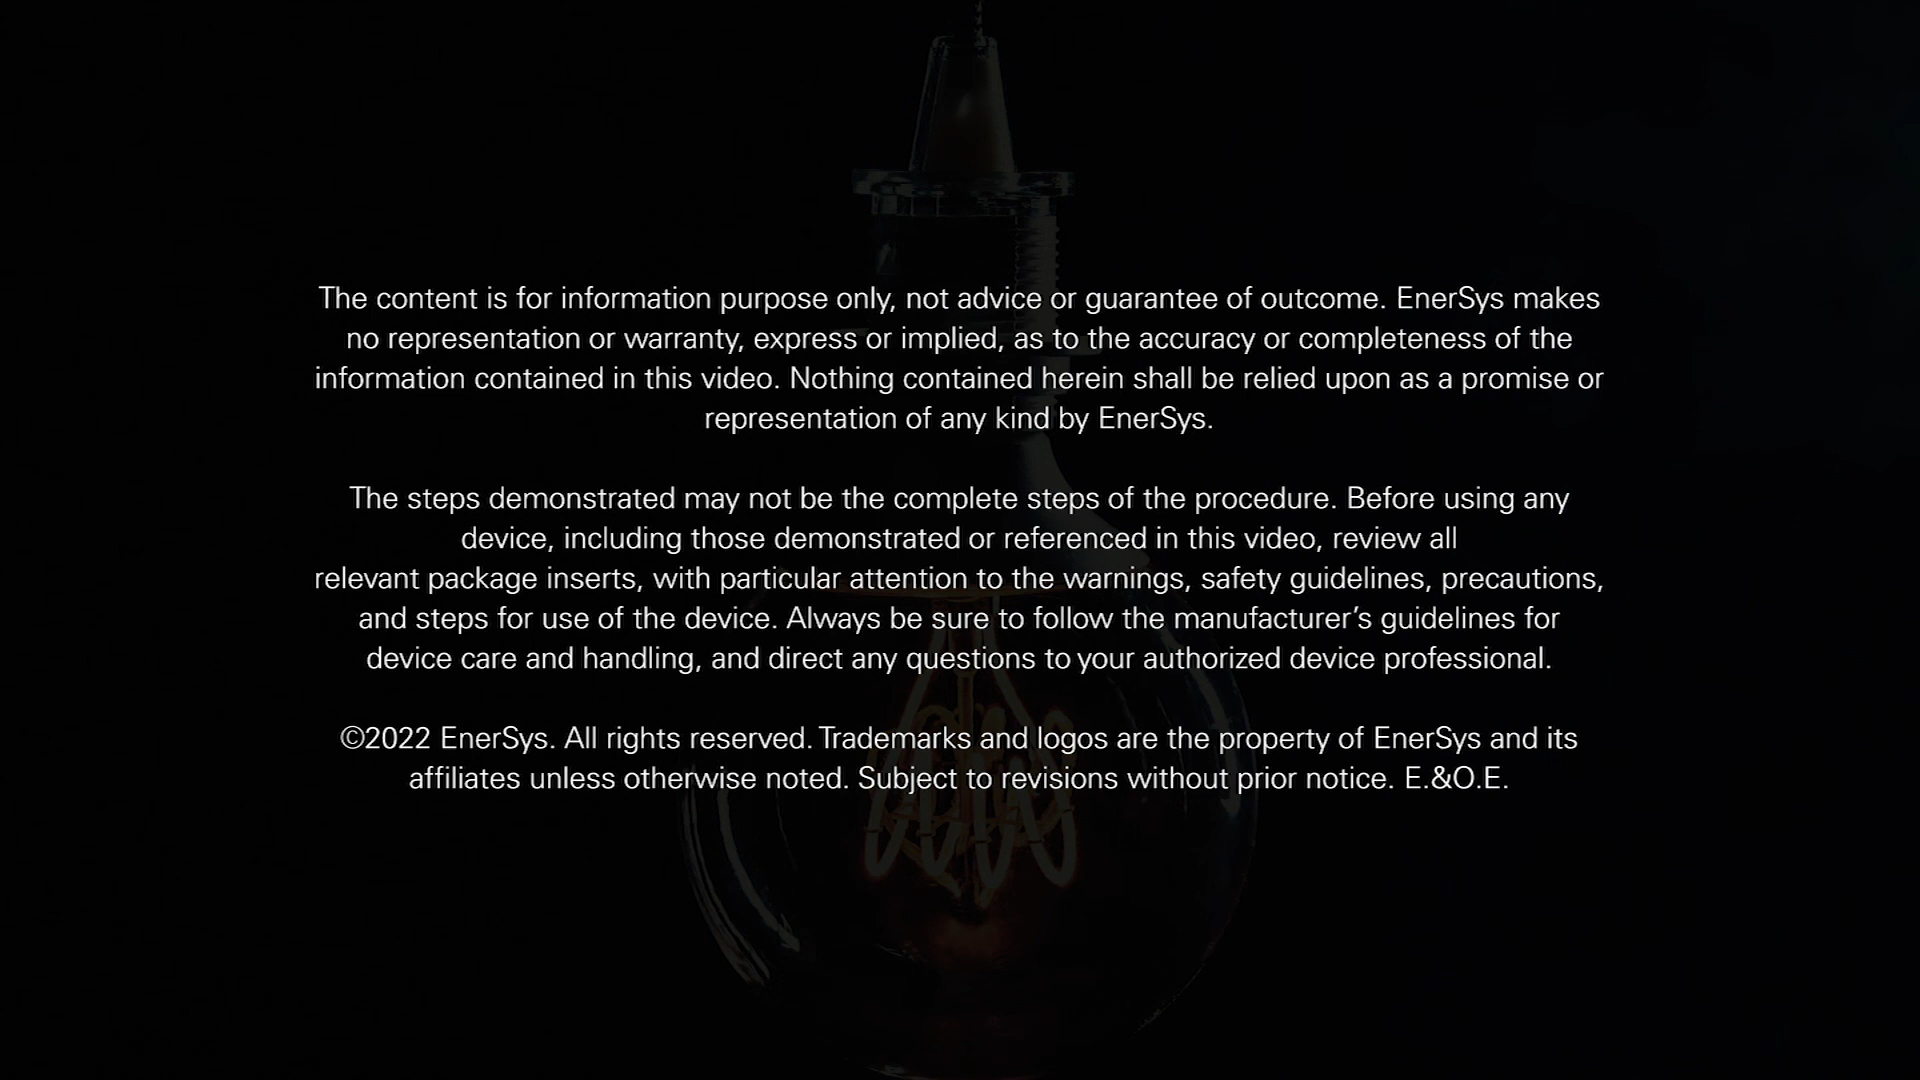 The content is for information purpose only, not advice or guarantee of outcome. EnerSys makes
no representation or warranty, express or implied, as to the accuracy or completeness of the
information contained in this video. Nothing contained herein shall be relied upon as a promise or
representation of any kind by EnerSys.
The steps demonstrated may not be the complete steps of the procedure. Before using any
device, including those demonstrated or referenced in this video, review all
relevant package inserts, with particular attention to the warnings, safety guidelines, precautions,
and steps for use of the device. Always be sure to follow the manufacturer’s guidelines for
device care and handling, and direct any questions to your authorized device professional.
©2022 EnerSys. All rights reserved. Trademarks and logos are the property of EnerSys and its
affiliates unless otherwise noted. Subject to revisions without prior notice. E.&O.E.